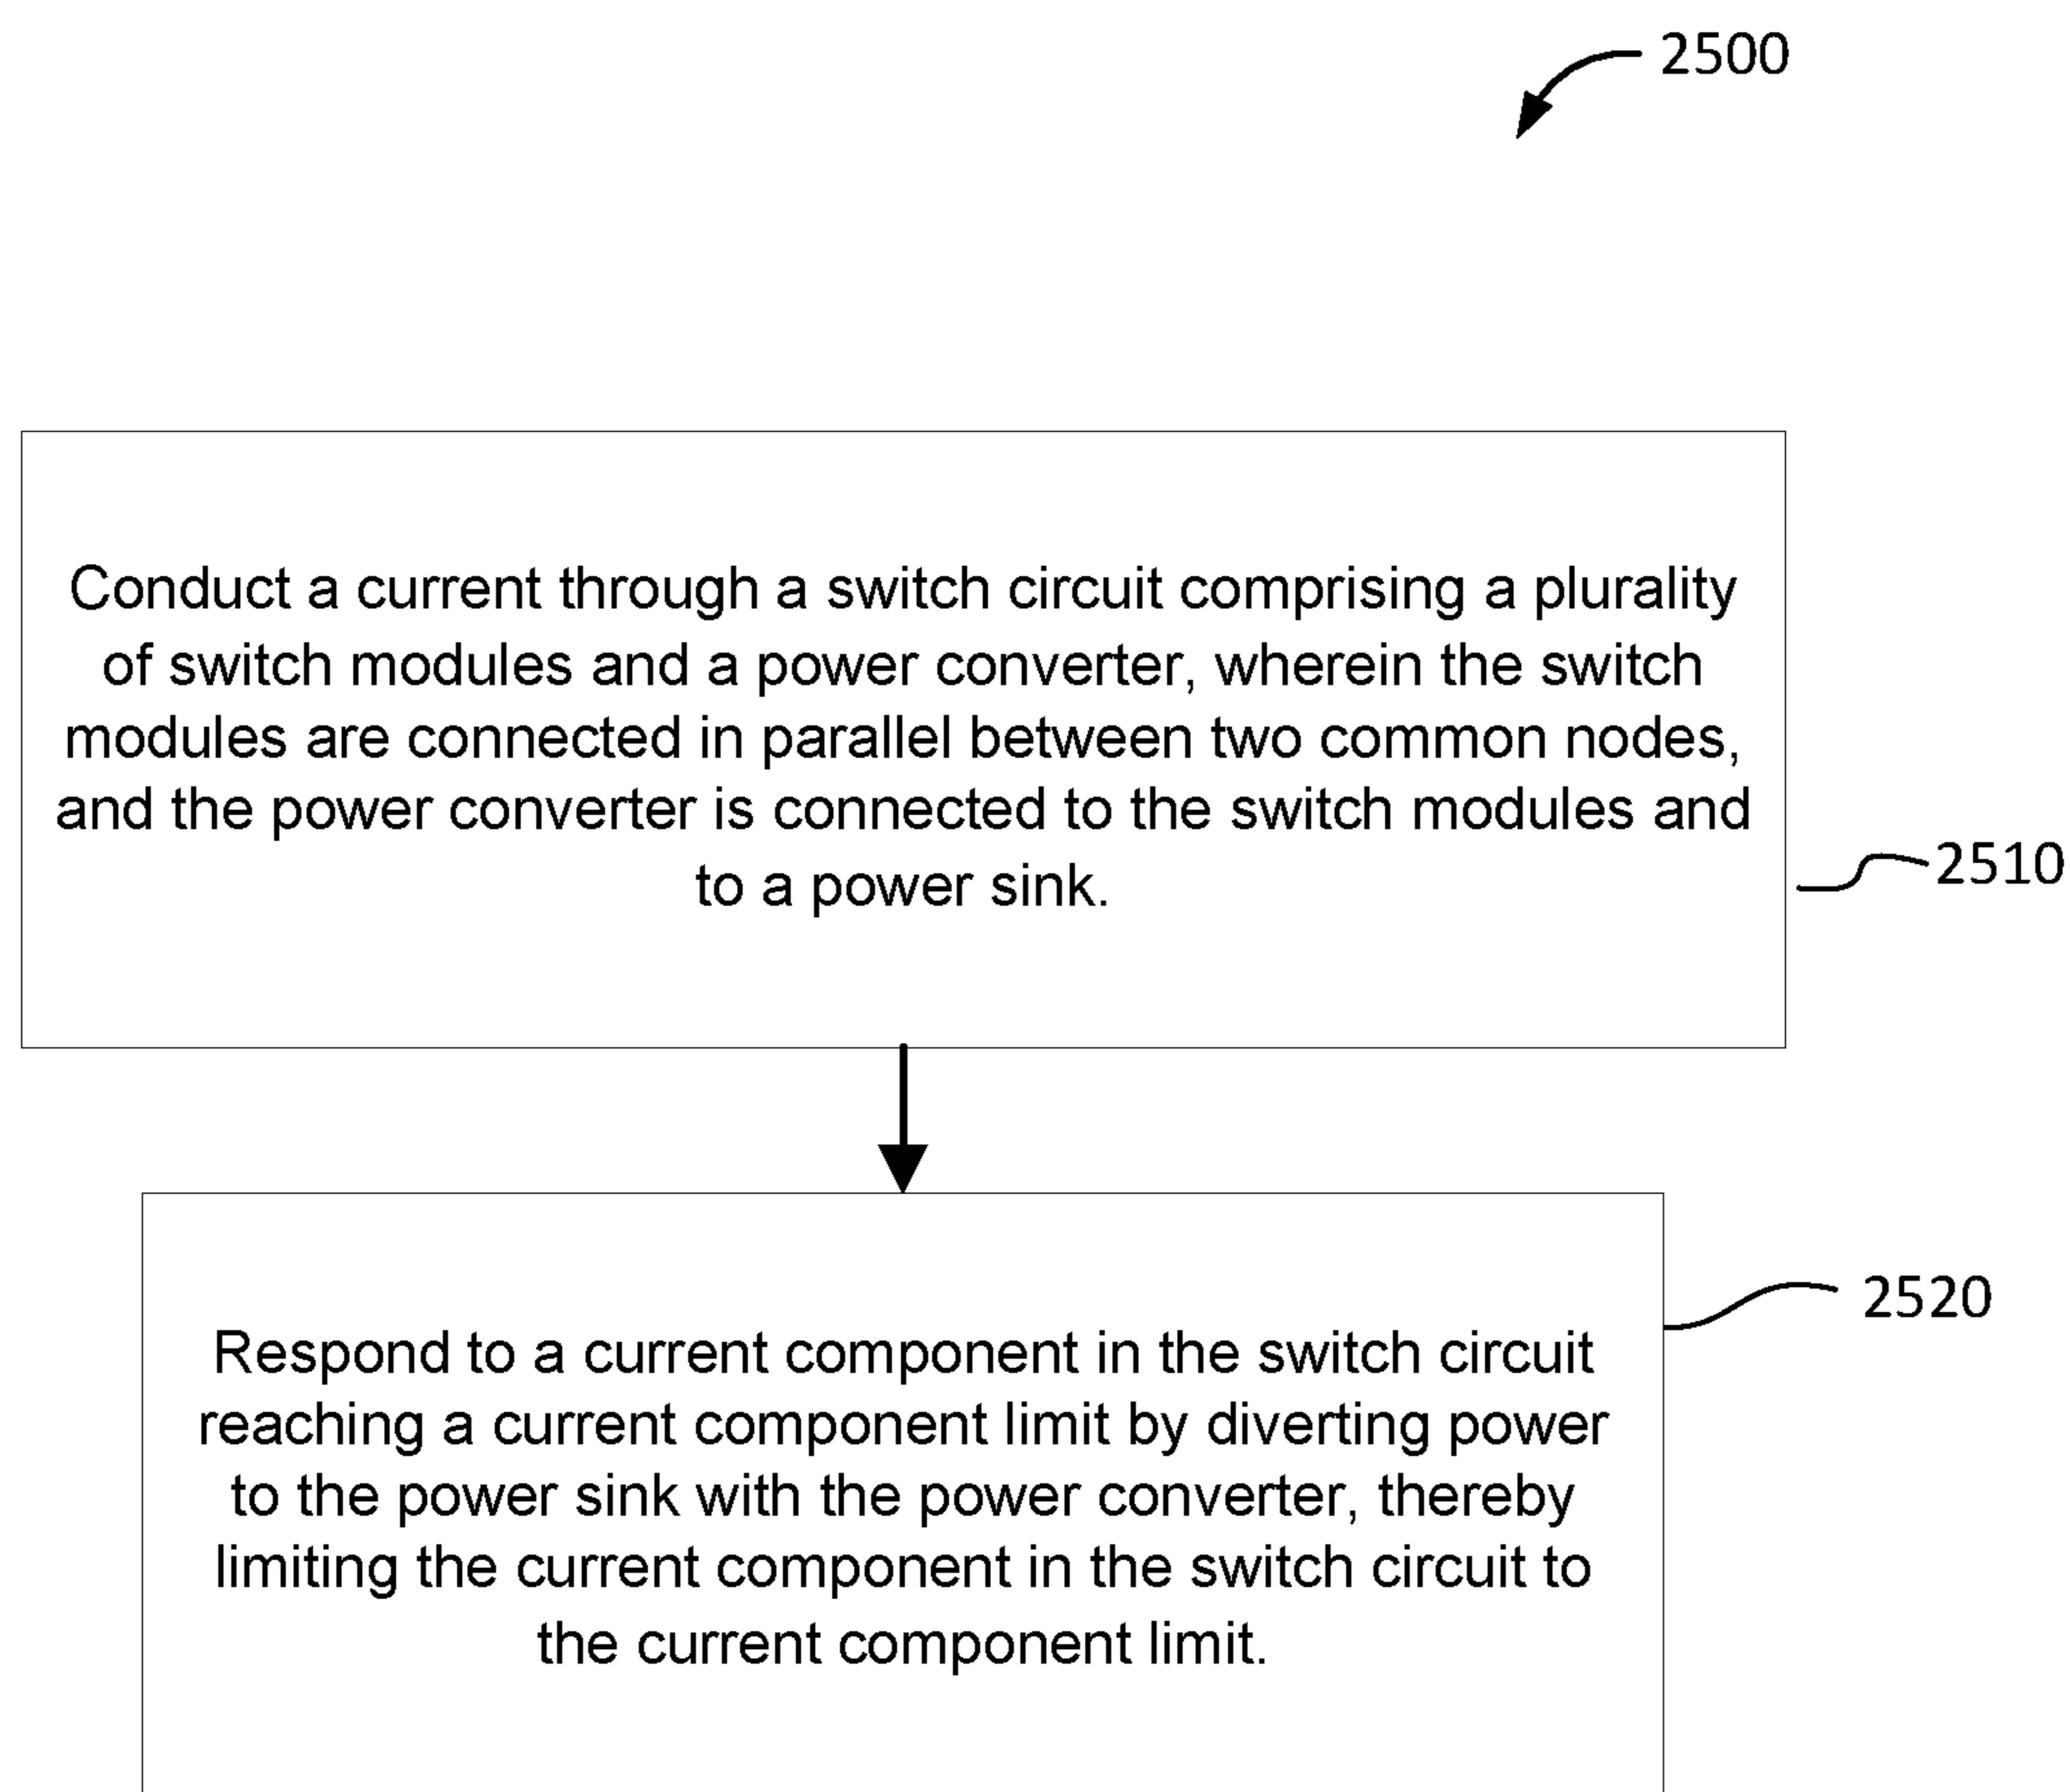 2500
Conduct a current through a switch circuit comprising a plurality
of switch modules and a power converter, wherein the switch
modules are connected in parallel between two common nodes,
and the power converter is connected to the switch modules and
to a power sink.
2510
Respond to a current component in the switch circuit
reaching a current component limit by diverting power
to the power sink with the power converter, thereby
limiting the current component in the switch circuit to
the current component limit.
2520